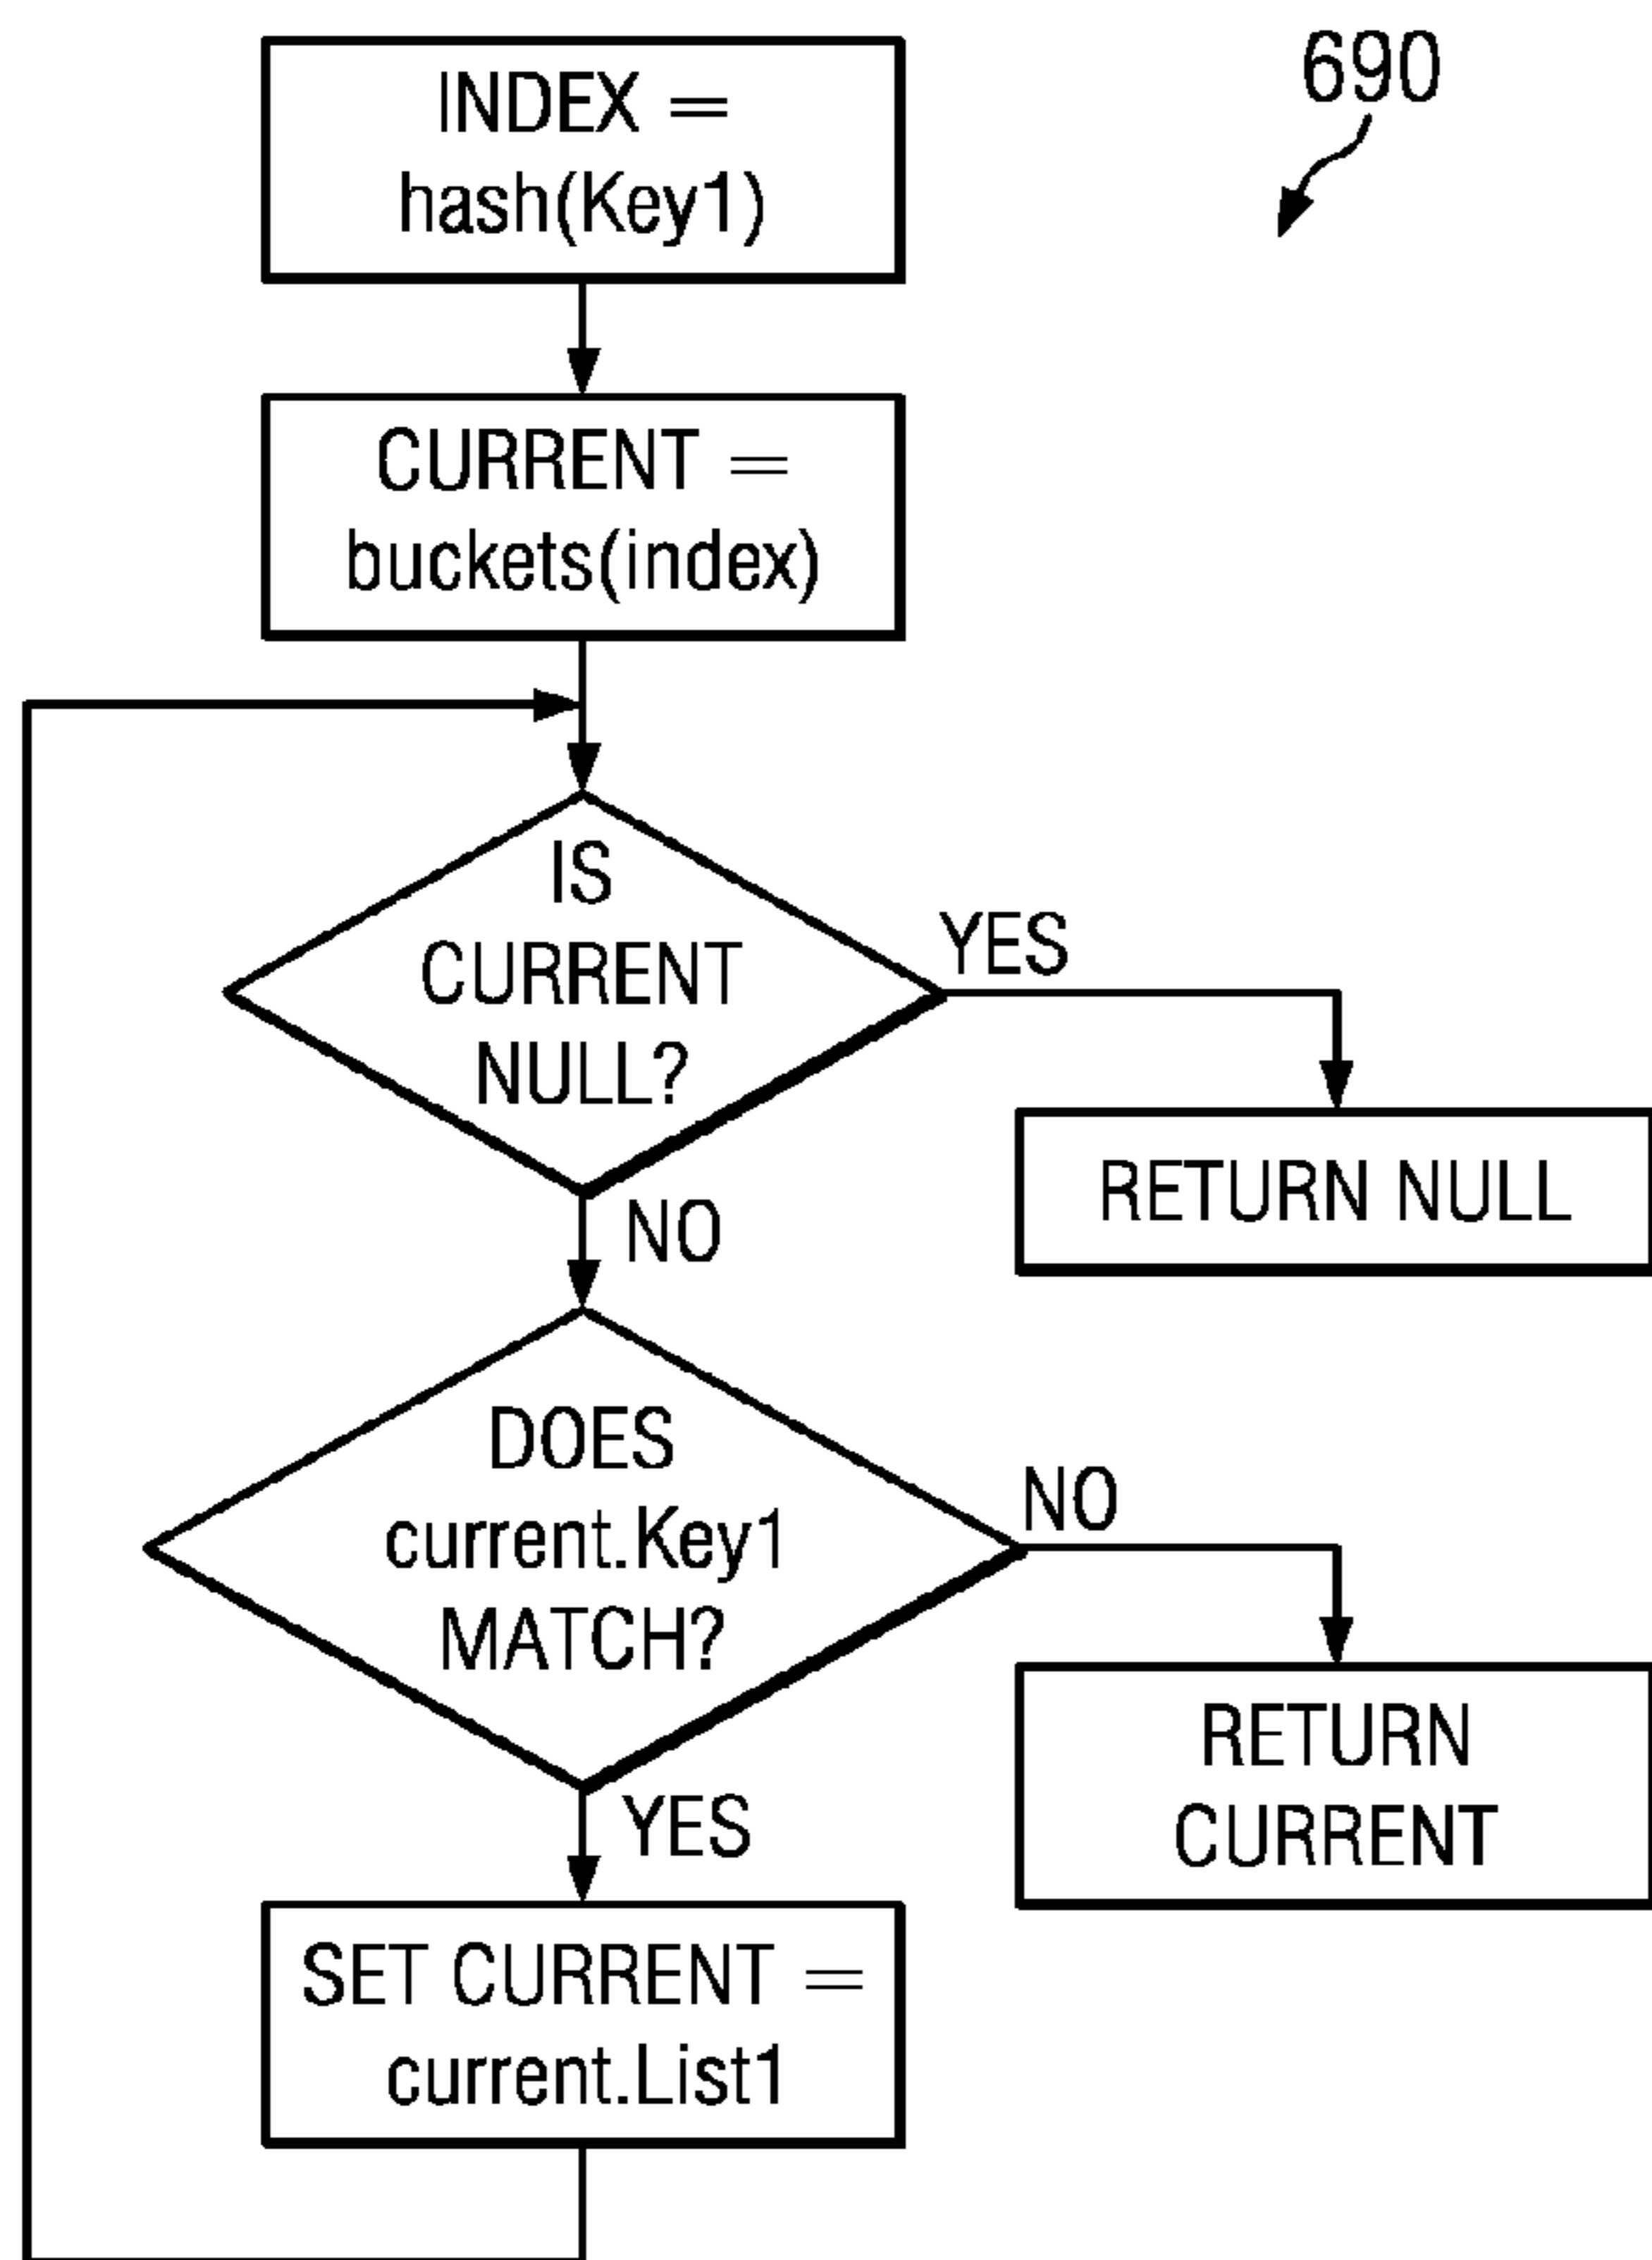 690
INDEX =
hash(Key1)
CURRENT =
buckets(index)
IS
CURRENT
NULL?
YES
RETURN NULL
NO
DOES
current.Key1
MATCH?
NO
RETURN
CURRENT
YES
SET CURRENT =
current.List1